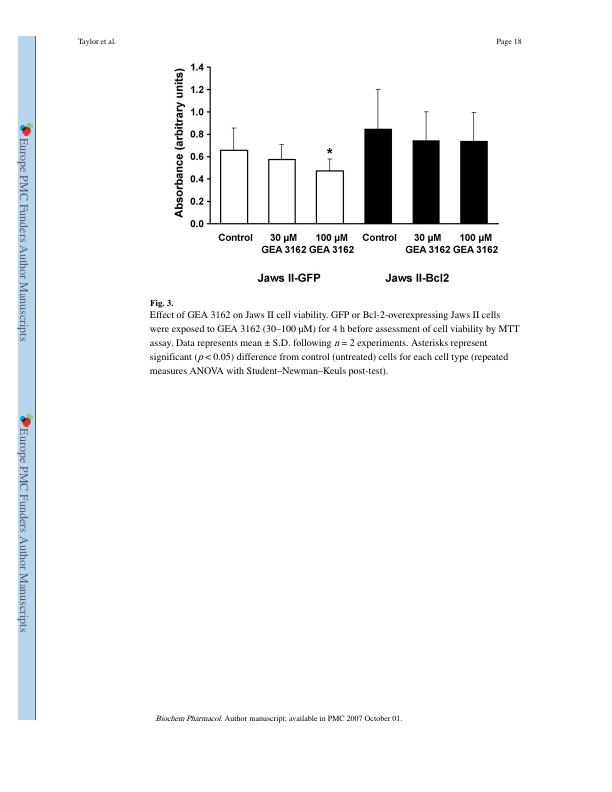 Taylor et al.
Page 18
Europe PMC Funders Author Manuscripts
Europe PMC Funders Author Manuscripts
Absorbance (arbitrary units)
1.4
1.2
1.0
0.8
0.6
0.4
0.2
0.0
*
Control 30 µM 100 µM Control 30 µM 100 µM
GEA 3162 GEA 3162 GEA 3162 GEA 3162
Jaws II-GFP Jaws II-Bcl2
Fig. 3.
Effect of GEA 3162 on Jaws II cell viability. GFP or Bcl-2-overexpressing Jaws II cells
were exposed to GEA 3162 (30–100 µM) for 4 h before assessment of cell viability by MTT
assay. Data represents mean ± S.D. following n = 2 experiments. Asterisks represent
significant (p < 0.05) difference from control (untreated) cells for each cell type (repeated
measures ANOVA with Student–Newman–Keuls post-test).
Biochem Pharmacol. Author manuscript; available in PMC 2007 October 01.